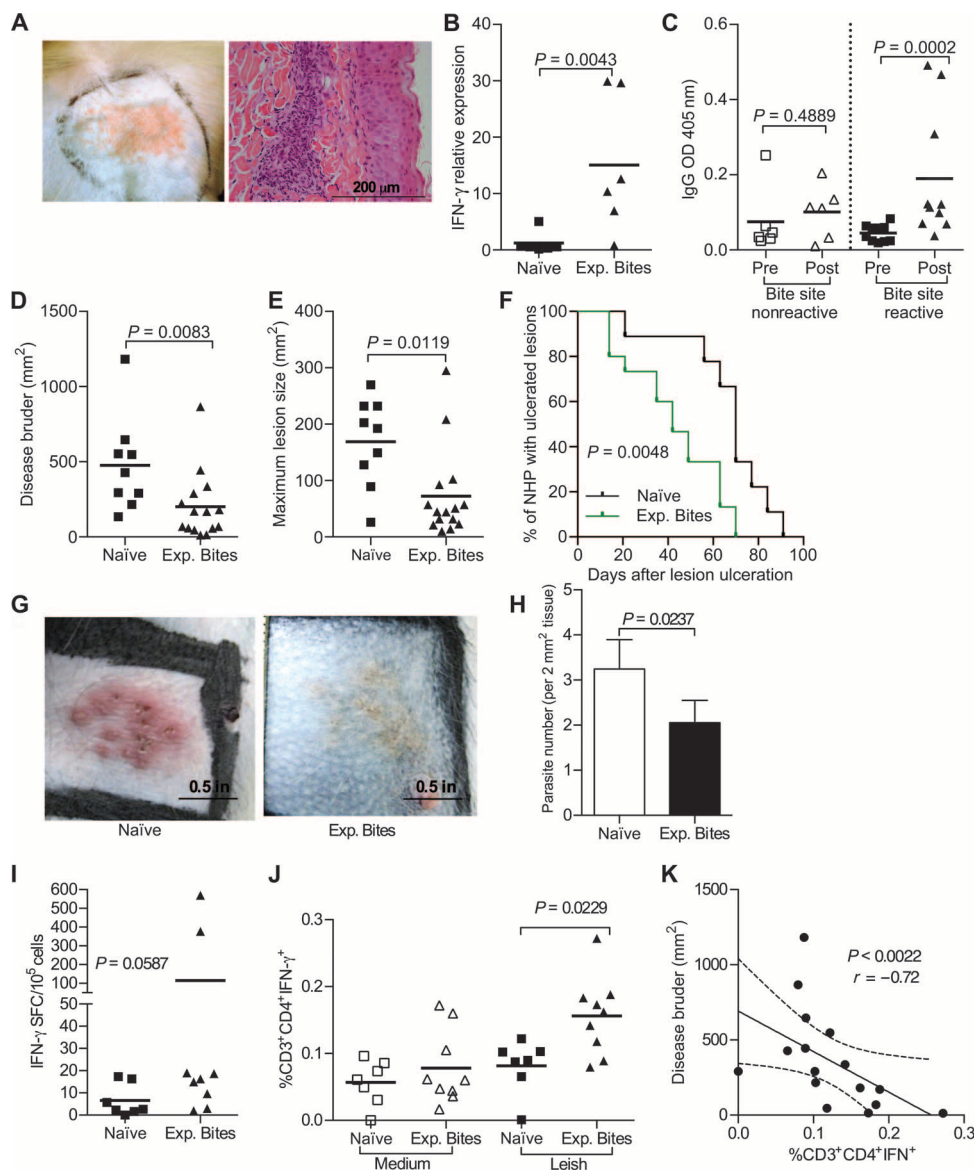 A
200 µm
B
IFN-γ relative expression
40
30
20
10
0
P = 0.0043
Naïve
Exp. Bites
C
IgG OD 405 nm
0.6
0.4
0.2
0.0
P = 0.4889
P = 0.0002
Pre Post Pre Post
Bite site nonreactive
Bite site reactive
D
Disease bruder (mm²)
1500
1000
500
0
P = 0.0083
Naïve
Exp. Bites
E
Maximum lesion size (mm²)
400
300
200
100
0
P = 0.0119
Naïve
Exp. Bites
F
% of NHP with ulcerated lesions
100
80
60
40
20
0
P = 0.0048
Naïve
Exp. Bites
0 20 40 60 80 100
Days after lesion ulceration
G
0.5 in
0.5 in
Naïve
Exp. Bites
H
Parasite number (per 2 mm² tissue)
5
4
3
2
1
0
P = 0.0237
Naïve
Exp. Bites
I
IFN-γ SFC/10⁵ cells
600
500
400
300
200
100
20
10
0
P = 0.0587
Naïve
Exp. Bites
J
%CD3⁺CD4⁺IFN-γ⁺
0.3
0.2
0.1
0.0
P = 0.0229
Naïve Exp. Bites Naïve Exp. Bites
Medium
Leish
K
Disease bruder (mm²)
1500
1000
500
0
P < 0.0022
r = −0.72
0.0 0.1 0.2 0.3
%CD3⁺CD4⁺IFN⁺